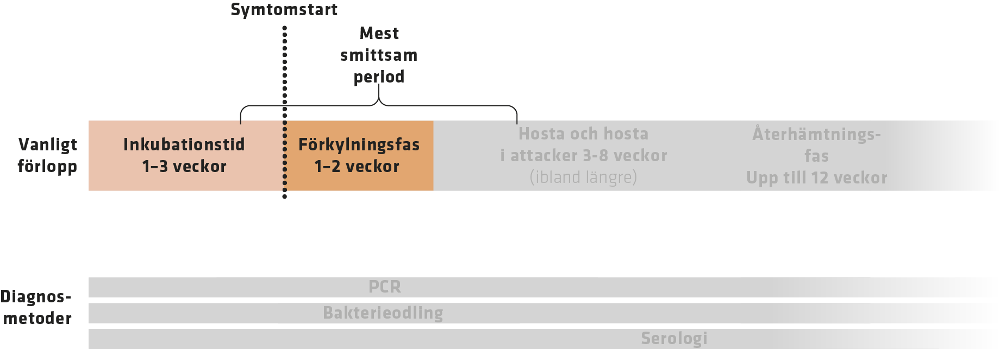 Symtomstart
Mest
smittsam
period
Vanligt
förlopp
Inkubationstid
1–3 veckor
Förkylningsfas
1–2 veckor
Hosta och hosta
i attacker 3-8 veckor
(ibland längre)
Återhämtnings-
fas
Upp till 12 veckor
Diagnos-
metoder
PCR
Bakterieodling
Serologi